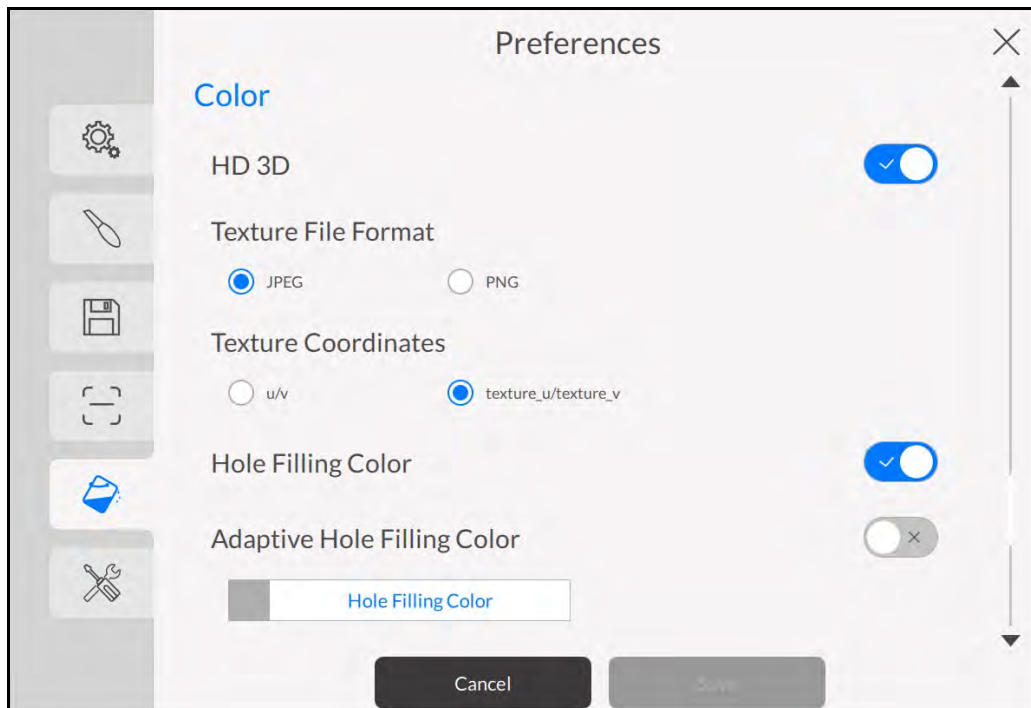 Preferences
Color
HD 3D
Texture File Format
JPEG PNG
Texture Coordinates
u/v texture_u/texture_v
Hole Filling Color
Adaptive Hole Filling Color
Hole Filling Color
Cancel Save